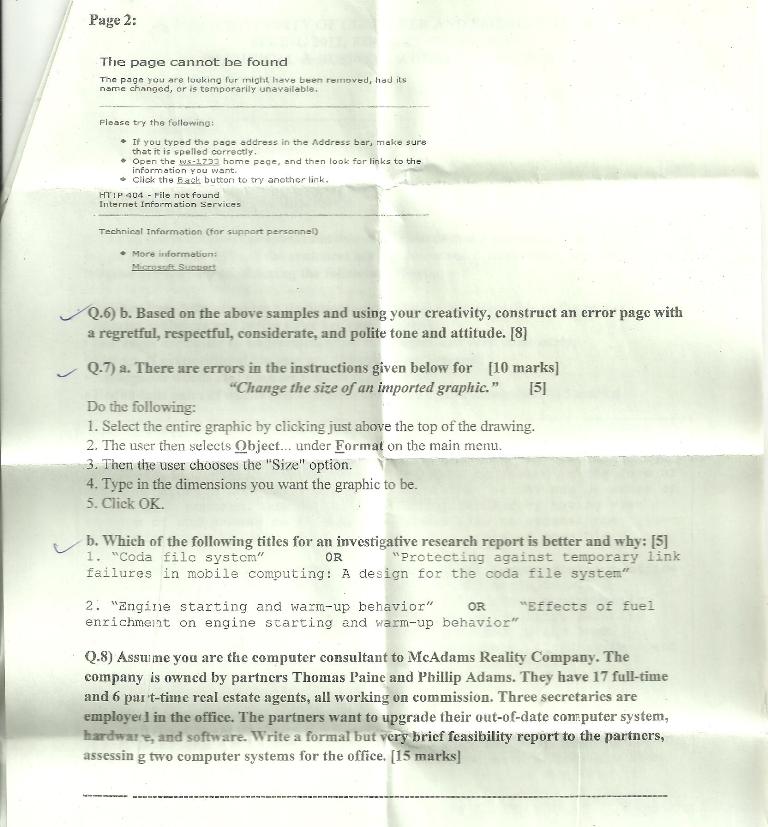 Page 2:
The page cannot be found
The page you are looking for might have been removed, had its
name changed, or is temporarily unavailable.
Please try the following:
• If you typed the page address in the Address bar, make sure
that it is spelled correctly.
• Open the ws-1733 home page, and then look for links to the
information you want.
• Click the Back button to try another link.
HTTP 404 - File not found
Internet Information Services
Technical Information (for support personnel)
• More information:
Microsoft Support
Q.6) b. Based on the above samples and using your creativity, construct an error page with
a regretful, respectful, considerate, and polite tone and attitude. [8]
Q.7) a. There are errors in the instructions given below for [10 marks]
"Change the size of an imported graphic." [5]
Do the following:
1. Select the entire graphic by clicking just above the top of the drawing.
2. The user then selects Object... under Format on the main menu.
3. Then the user chooses the "Size" option.
4. Type in the dimensions you want the graphic to be.
5. Click OK.
b. Which of the following titles for an investigative research report is better and why: [5]
1. "Coda file system" OR "Protecting against temporary link
failures in mobile computing: A design for the coda file system"
2. "Engine starting and warm-up behavior" OR "Effects of fuel
enrichment on engine starting and warm-up behavior"
Q.8) Assume you are the computer consultant to McAdams Reality Company. The
company is owned by partners Thomas Paine and Phillip Adams. They have 17 full-time
and 6 part-time real estate agents, all working on commission. Three secretaries are
employed in the office. The partners want to upgrade their out-of-date computer system,
hardware, and software. Write a formal but very brief feasibility report to the partners,
assessing two computer systems for the office. [15 marks]